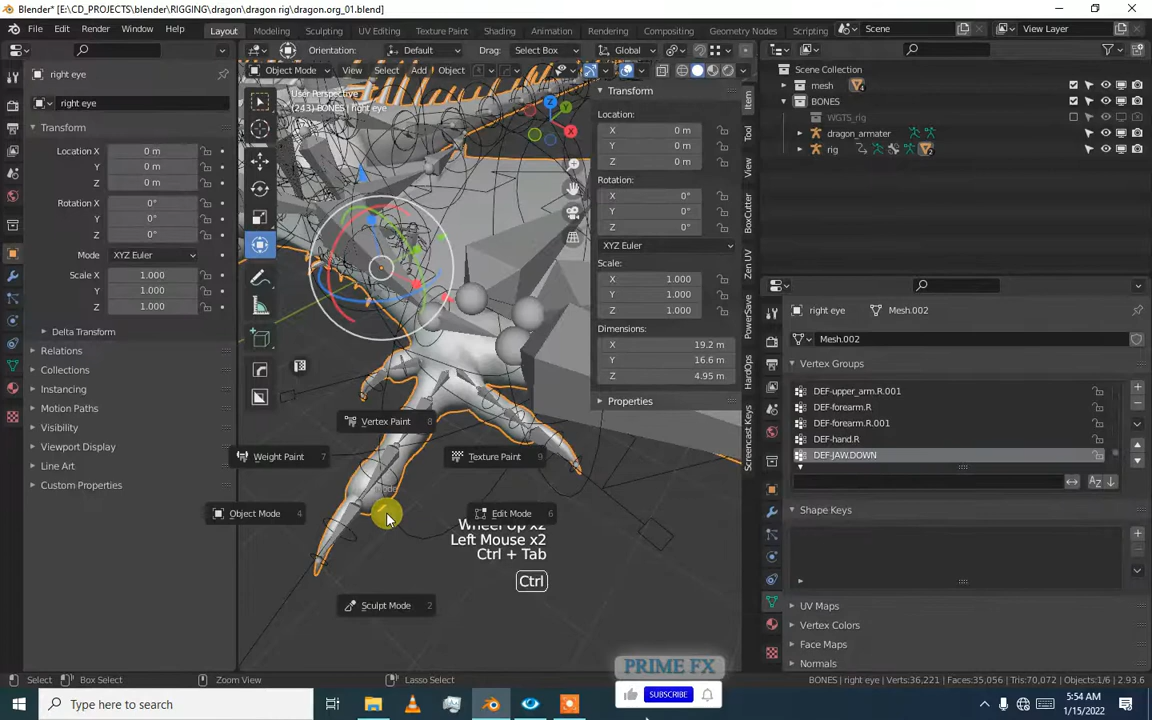 Blender* [E:\CD_PROJECTS\blender\RIGGING\dragon\dragon rig\dragon.org_01.blend]
File Edit Render Window Help Layout Modeling Sculpting UV Editing Texture Paint Shading Animation Rendering Compositing Geometry Nodes Scripting Scene View Layer
Orientation: Default Drag: Select Box Global Options
Object Mode View Select Add Object
right eye
right eye
Transform
Location X 0 m
Y 0 m
Z 0 m
Rotation X 0°
Y 0°
Z 0°
Mode XYZ Euler
Scale X 1.000
Y 1.000
Z 1.000
Delta Transform
Relations
Collections
Instancing
Motion Paths
Visibility
Viewport Display
Line Art
Custom Properties
User Perspective
(243) BONES | right eye
Vertex Paint 8
Weight Paint 7
Texture Paint 9
Object Mode 4
Edit Mode 6
Sculpt Mode 2
Wheel Up x2
Left Mouse x2
Ctrl + Tab
Ctrl
Transform
Location:
X 0 m
Y 0 m
Z 0 m
Rotation:
X 0°
Y 0°
Z 0°
XYZ Euler
Scale:
X 1.000
Y 1.000
Z 1.000
Dimensions:
X 19.2 m
Y 16.6 m
Z 4.95 m
Properties
Item
Tool
View
BoxCutter
Zen UV
PowerSave
HardOps
Screencast Keys
Scene Collection
mesh
BONES
WGTS_rig
dragon_armater
rig
right eye Mesh.002
Mesh.002
Vertex Groups
DEF-upper_arm.R.001
DEF-forearm.R
DEF-forearm.R.001
DEF-hand.R
DEF-JAW.DOWN
Shape Keys
UV Maps
Vertex Colors
Face Maps
Normals
PRIME FX
SUBSCRIBE
Select Box Select Zoom View Lasso Select BONES | right eye | Verts:36,221 | Faces:35,056 | Tris:70,072 | Objects:1/6 | 2.93.6
Type here to search
5:54 AM
1/15/2022